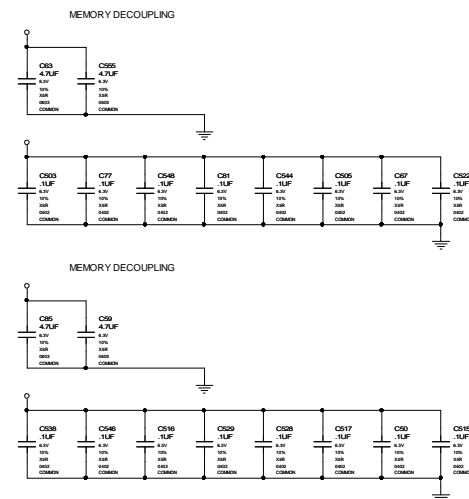 MEMORY DECOUPLING
C83 C555
4.7UF 4.7UF
6.3V 6.3V
10% 10%
X5R X5R
0603 0603
COMMON COMMON
C503 C77 C548 C81 C544 C505 C67 C522
.1UF .1UF .1UF .1UF .1UF .1UF .1UF .1UF
6.3V 6.3V 6.3V 6.3V 6.3V 6.3V 6.3V 6.3V
10% 10% 10% 10% 10% 10% 10% 10%
X5R X5R X5R X5R X5R X5R X5R X5R
0402 0402 0402 0402 0402 0402 0402 0402
COMMON COMMON COMMON COMMON COMMON COMMON COMMON
MEMORY DECOUPLING
C85 C59
4.7UF 4.7UF
6.3V 6.3V
10% 10%
X5R X5R
0603 0603
COMMON COMMON
C538 C546 C516 C529 C528 C517 C50 C515
.1UF .1UF .1UF .1UF .1UF .1UF .1UF .1UF
6.3V 6.3V 6.3V 6.3V 6.3V 6.3V 6.3V 6.3V
10% 10% 10% 10% 10% 10% 10% 10%
X5R X5R X5R X5R X5R X5R X5R X5R
0402 0402 0402 0402 0402 0402 0402 0402
COMMON COMMON COMMON COMMON COMMON COMMON COMMON